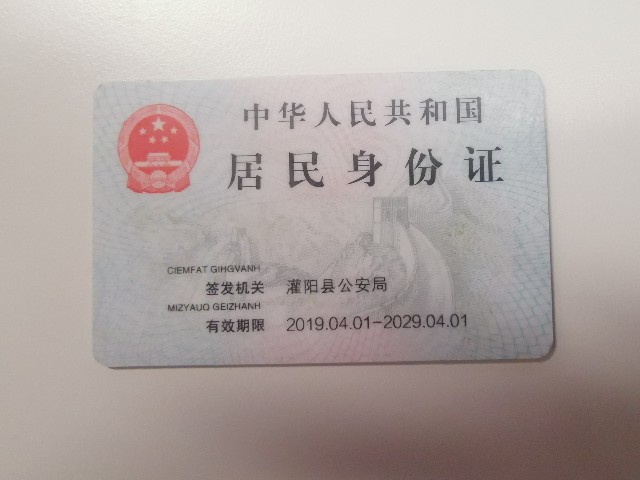 中华人民共和国
居民身份证
CIEMFAT GIHGVANH
签发机关 灌阳县公安局
MIZYAUQ GEIZHANH
有效期限 2019.04.01-2029.04.01